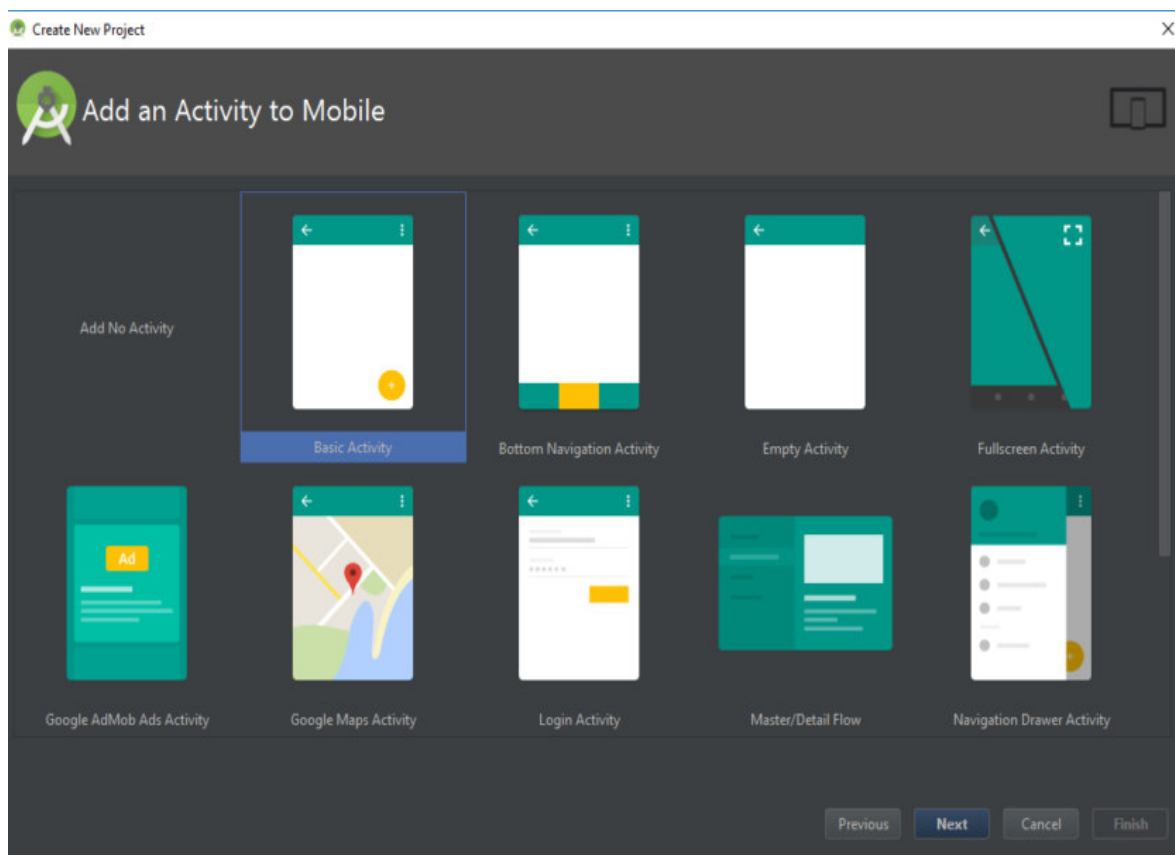 Create New Project
Add an Activity to Mobile
Add No Activity
Basic Activity
Bottom Navigation Activity
Empty Activity
Fullscreen Activity
Ad
Google AdMob Ads Activity
Google Maps Activity
Login Activity
Master/Detail Flow
Navigation Drawer Activity
Previous
Next
Cancel
Finish